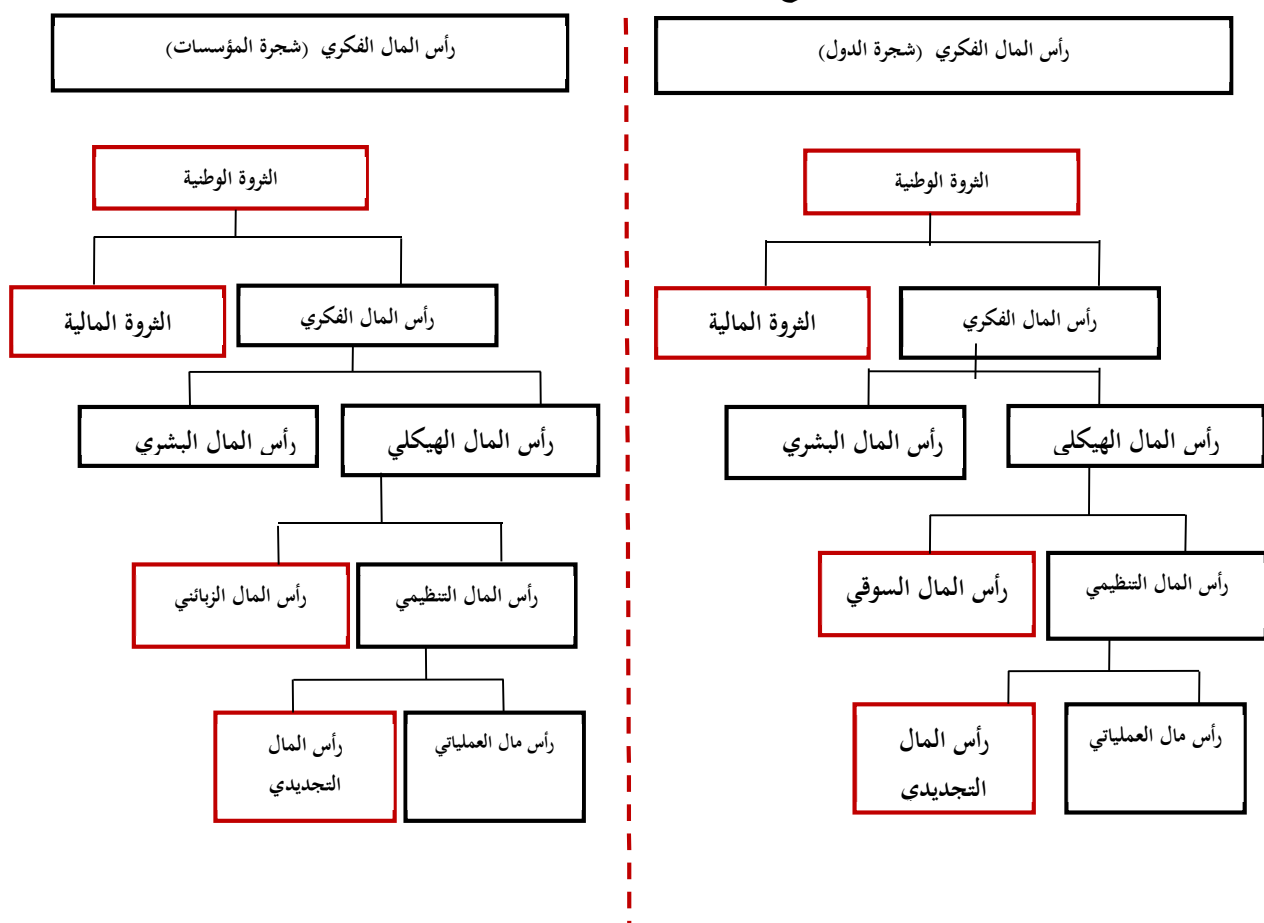 رأس المال الفكري (شجرة الدول)
الثروة الوطنية
رأس المال الفكري
الثروة المالية
رأس المال الهيكلي
رأس المال البشري
رأس المال التنظيمي
رأس المال السوقي
رأس مال العملياتي
رأس المال
التجديدي
رأس المال الفكري (شجرة المؤسسات)
الثروة الوطنية
رأس المال الفكري
الثروة المالية
رأس المال الهيكلي
رأس المال البشري
رأس المال التنظيمي
رأس المال الزبائني
رأس مال العملياتي
رأس المال
التجديدي